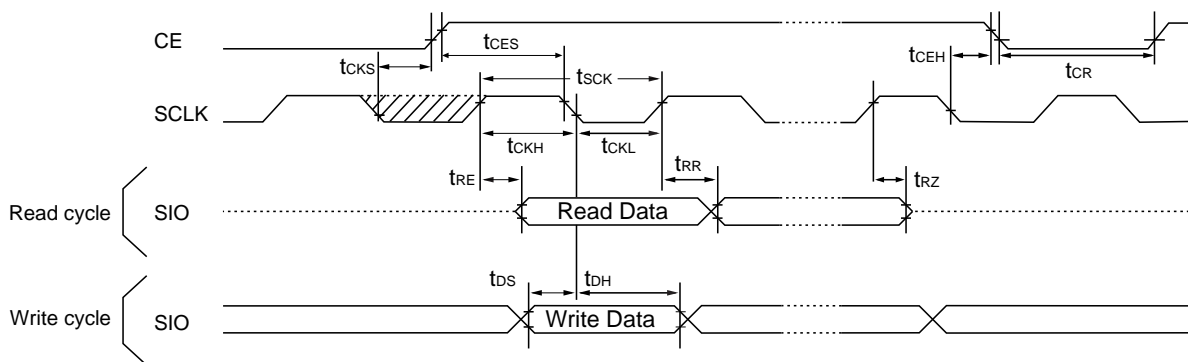 CE
tCES
tCEH
tCKS
tCR
tSCK
SCLK
tCKH
tCKL
tRE
tRR
tRZ
Read cycle
SIO
Read Data
tDS
tDH
Write cycle
SIO
Write Data